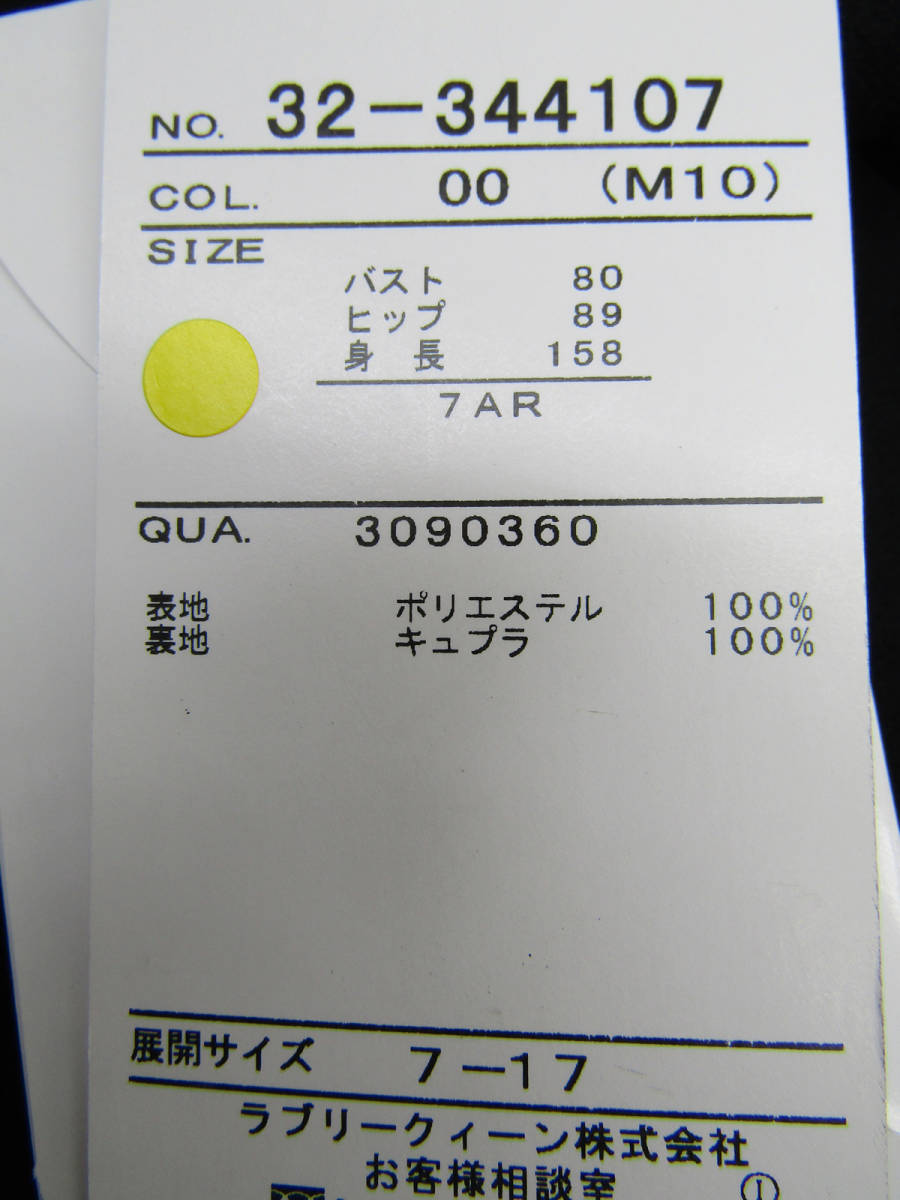 NO. 32-344107
COL. 00 (M10)
SIZE
バスト 80
ヒップ 89
身長 158
7AR
QUA. 3090360
表地 ポリエステル 100%
裏地 キュプラ 100%
展開サイズ 7-17
ラブリークィーン株式会社
お客様相談室